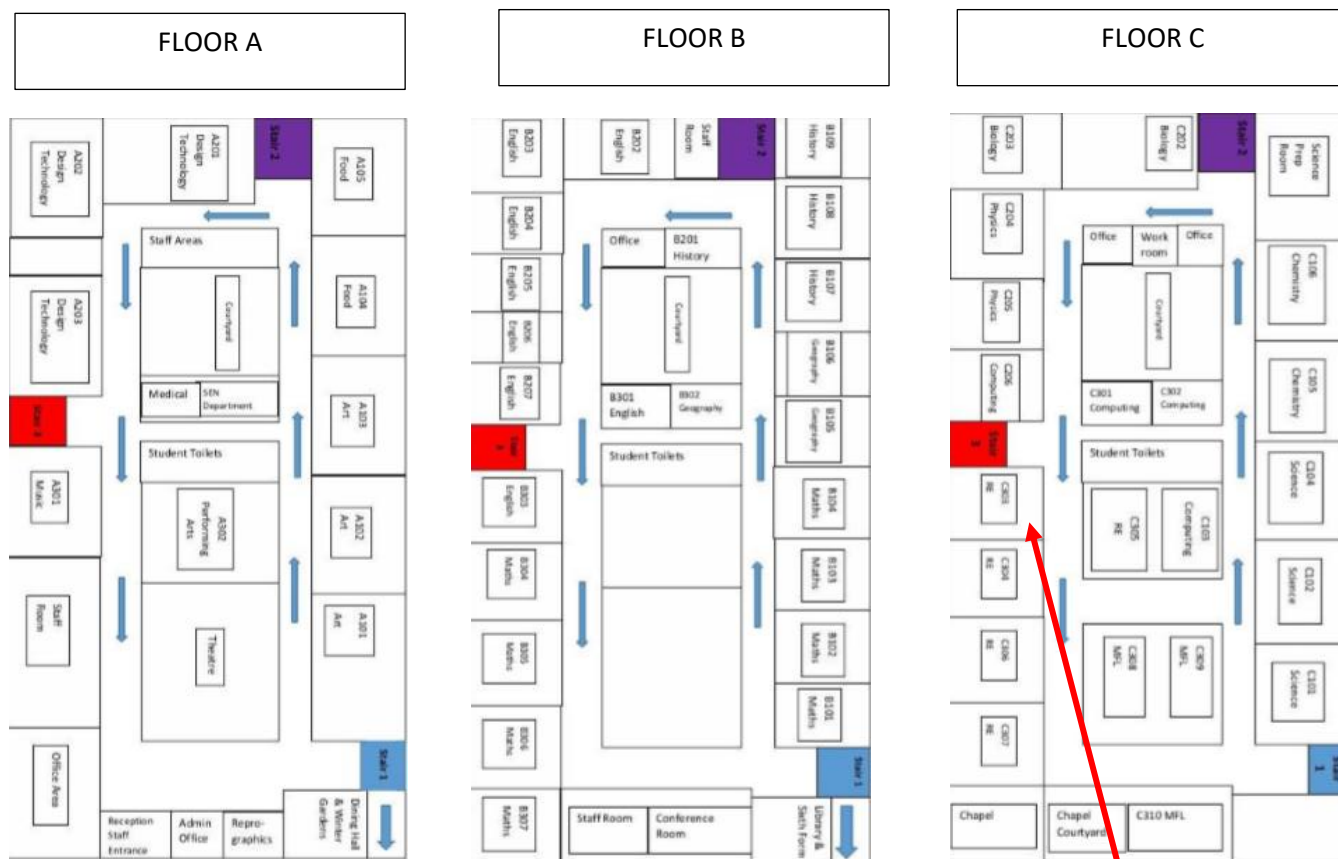 FLOOR A
A202
Design
Technology
A201
Design
Technology
Stair 2
A105
Food
Staff Areas
A203
Design
Technology
Courtyard
A104
Food
Medical
SEN
Department
A103
Art
Stair 3
Student Toilets
A301
Music
A302
Performing
Arts
A102
Art
Staff
Room
Theatre
A101
Art
Office Area
Stair 1
Reception
Staff
Entrance
Admin
Office
Repro-
graphics
Dining Hall
& Winter
Gardens
FLOOR B
B203
English
B202
English
Staff
Room
Stair 2
B109
History
B204
English
B108
History
Office
B201
History
B205
English
B107
History
Courtyard
B206
English
B106
Geography
B207
English
B301
English
B302
Geography
B105
Geography
Stair
3
Student Toilets
B303
English
B104
Maths
B304
Maths
B103
Maths
B305
Maths
B102
Maths
B306
Maths
B101
Maths
Stair 1
B307
Maths
Staff Room
Conference
Room
Library &
Sixth Form
FLOOR C
C203
Biology
C202
Biology
Stair 2
Science
Prep
Room
C204
Physics
Office
Work
room
Office
C205
Physics
Courtyard
C106
Chemistry
C206
Computing
C301
Computing
C302
Computing
C105
Chemistry
Stair
3
Student Toilets
C303
RE
C305
RE
C103
Computing
C104
Science
C304
RE
C102
Science
C306
RE
C308
MFL
C309
MFL
C101
Science
C307
RE
Stair
1
Chapel
Chapel
Courtyard
C310 MFL